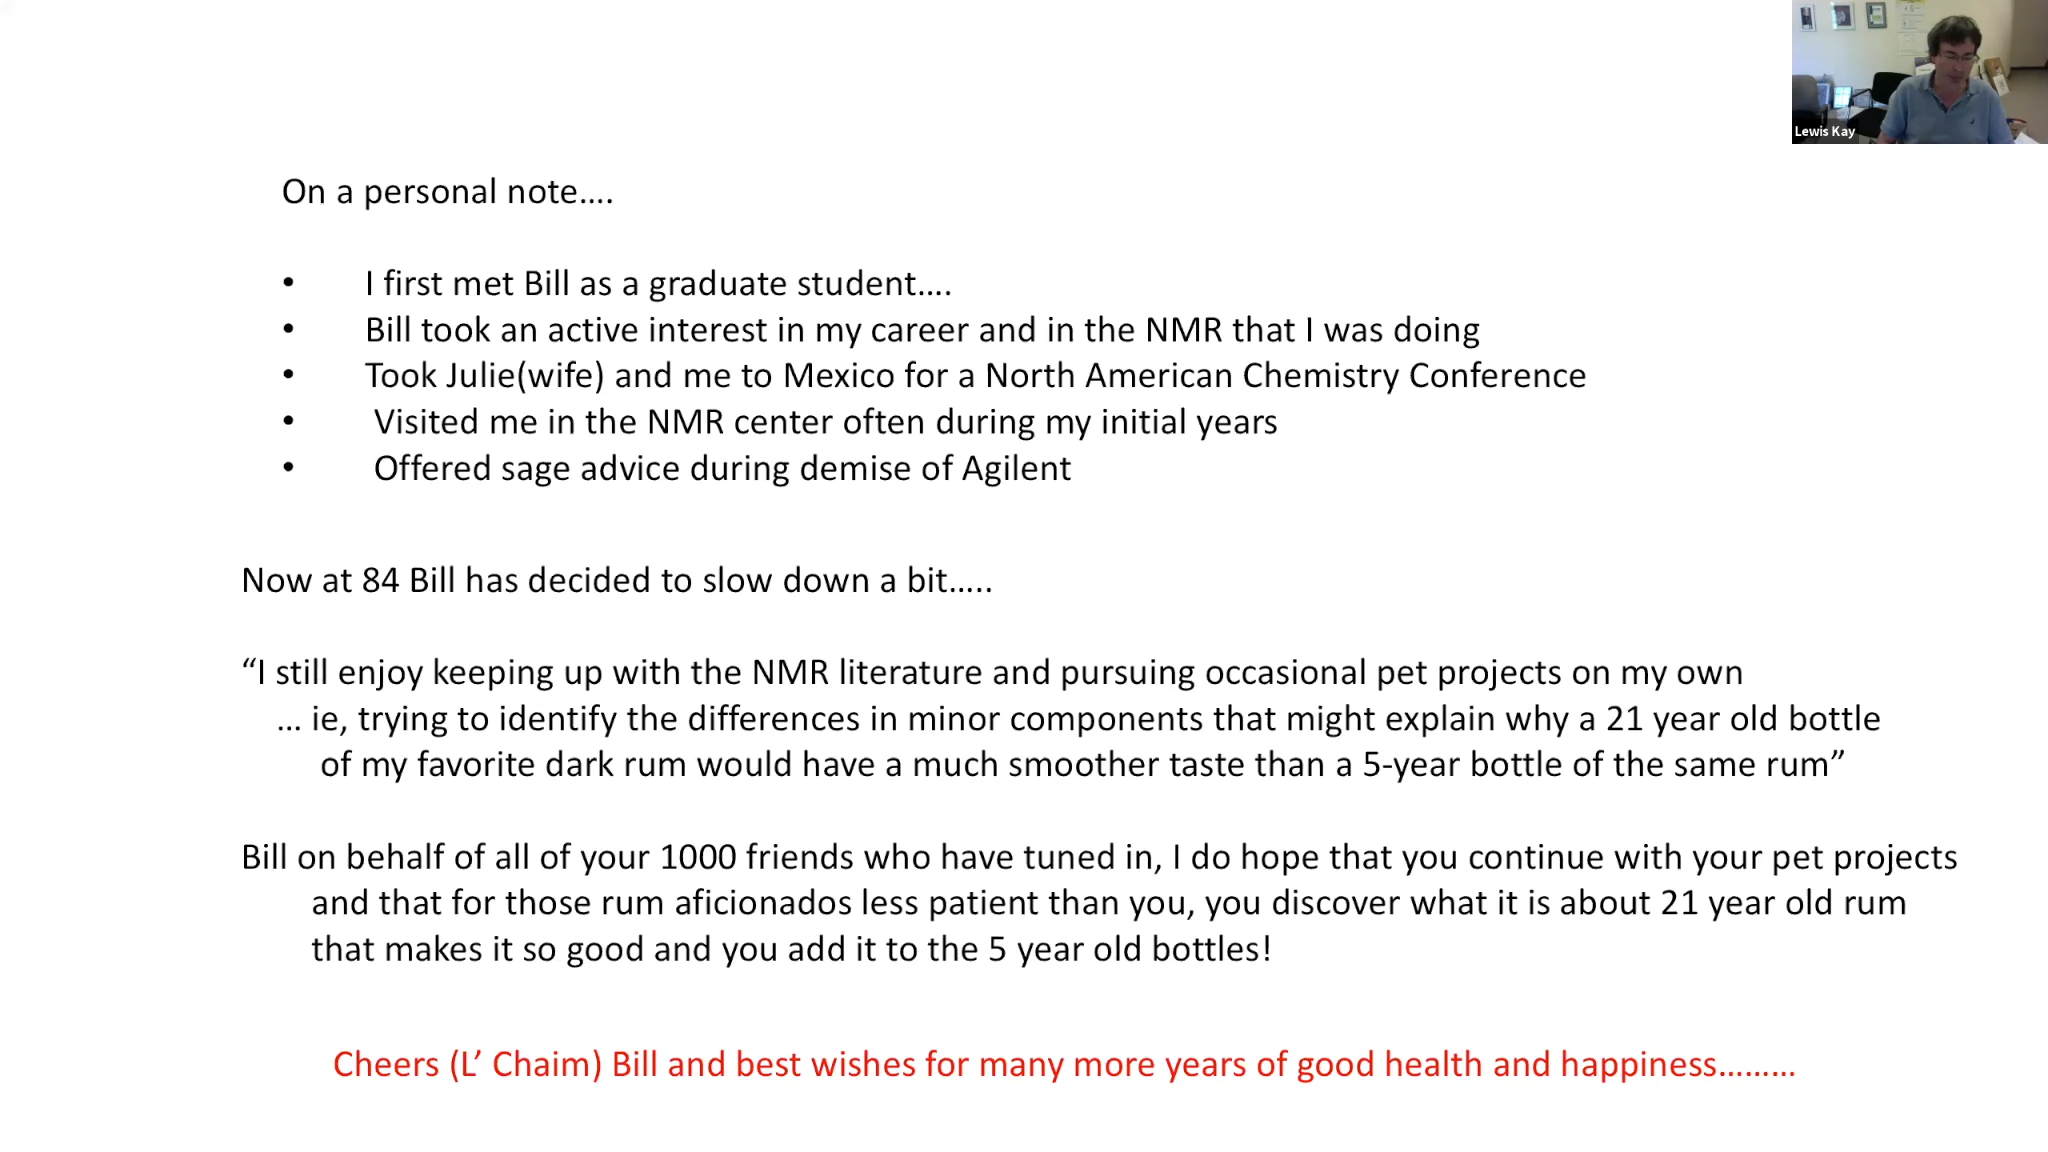 Lewis Kay
On a personal note….
• I first met Bill as a graduate student….
• Bill took an active interest in my career and in the NMR that I was doing
• Took Julie(wife) and me to Mexico for a North American Chemistry Conference
• Visited me in the NMR center often during my initial years
• Offered sage advice during demise of Agilent
Now at 84 Bill has decided to slow down a bit…..
“I still enjoy keeping up with the NMR literature and pursuing occasional pet projects on my own
… ie, trying to identify the differences in minor components that might explain why a 21 year old bottle
of my favorite dark rum would have a much smoother taste than a 5-year bottle of the same rum”
Bill on behalf of all of your 1000 friends who have tuned in, I do hope that you continue with your pet projects
and that for those rum aficionados less patient than you, you discover what it is about 21 year old rum
that makes it so good and you add it to the 5 year old bottles!
Cheers (L’ Chaim) Bill and best wishes for many more years of good health and happiness………